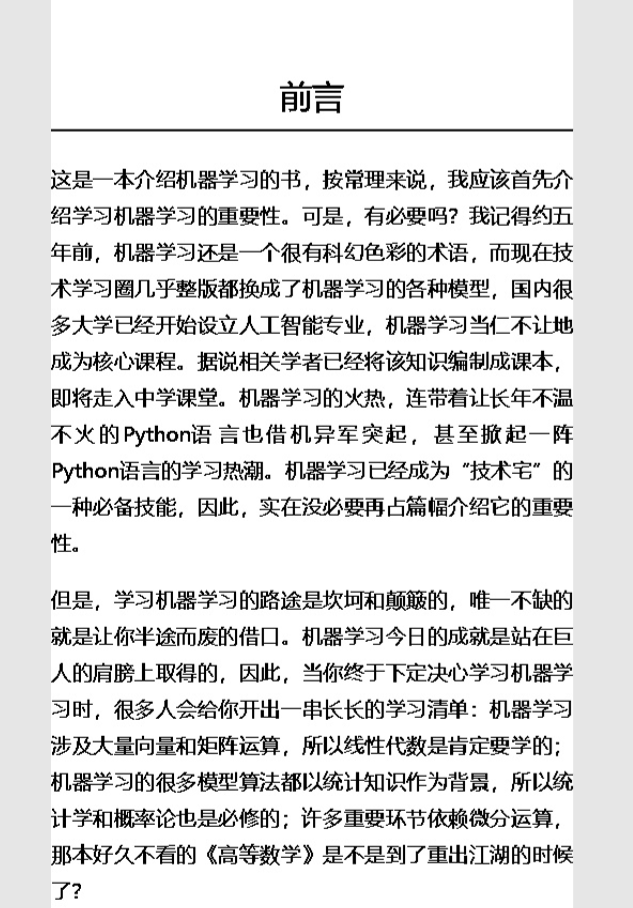 前言
这是一本介绍机器学习的书，按常理来说，我应该首先介
绍学习机器学习的重要性。可是，有必要吗？我记得约五
年前，机器学习还是一个很有科幻色彩的术语，而现在技
术学习圈几乎整版都换成了机器学习的各种模型，国内很
多大学已经开始设立人工智能专业，机器学习当仁不让地
成为核心课程。据说相关学者已经将该知识编制成课本，
即将走入中学课堂。机器学习的火热，连带着让长年不温
不火的Python语 言也借机异军突起，甚至掀起一阵
Python语言的学习热潮。机器学习已经成为“技术宅”的
一种必备技能，因此，实在没必要再占篇幅介绍它的重要
性。
但是，学习机器学习的路途是坎坷和颠簸的，唯一不缺的
就是让你半途而废的借口。机器学习今日的成就是站在巨
人的肩膀上取得的，因此，当你终于下定决心学习机器学
习时，很多人会给你开出一串长长的学习清单：机器学习
涉及大量向量和矩阵运算，所以线性代数是肯定要学的；
机器学习的很多模型算法都以统计知识作为背景，所以统
计学和概率论也是必修的；许多重要环节依赖微分运算，
那本好久不看的《高等数学》是不是到了重出江湖的时候
了？